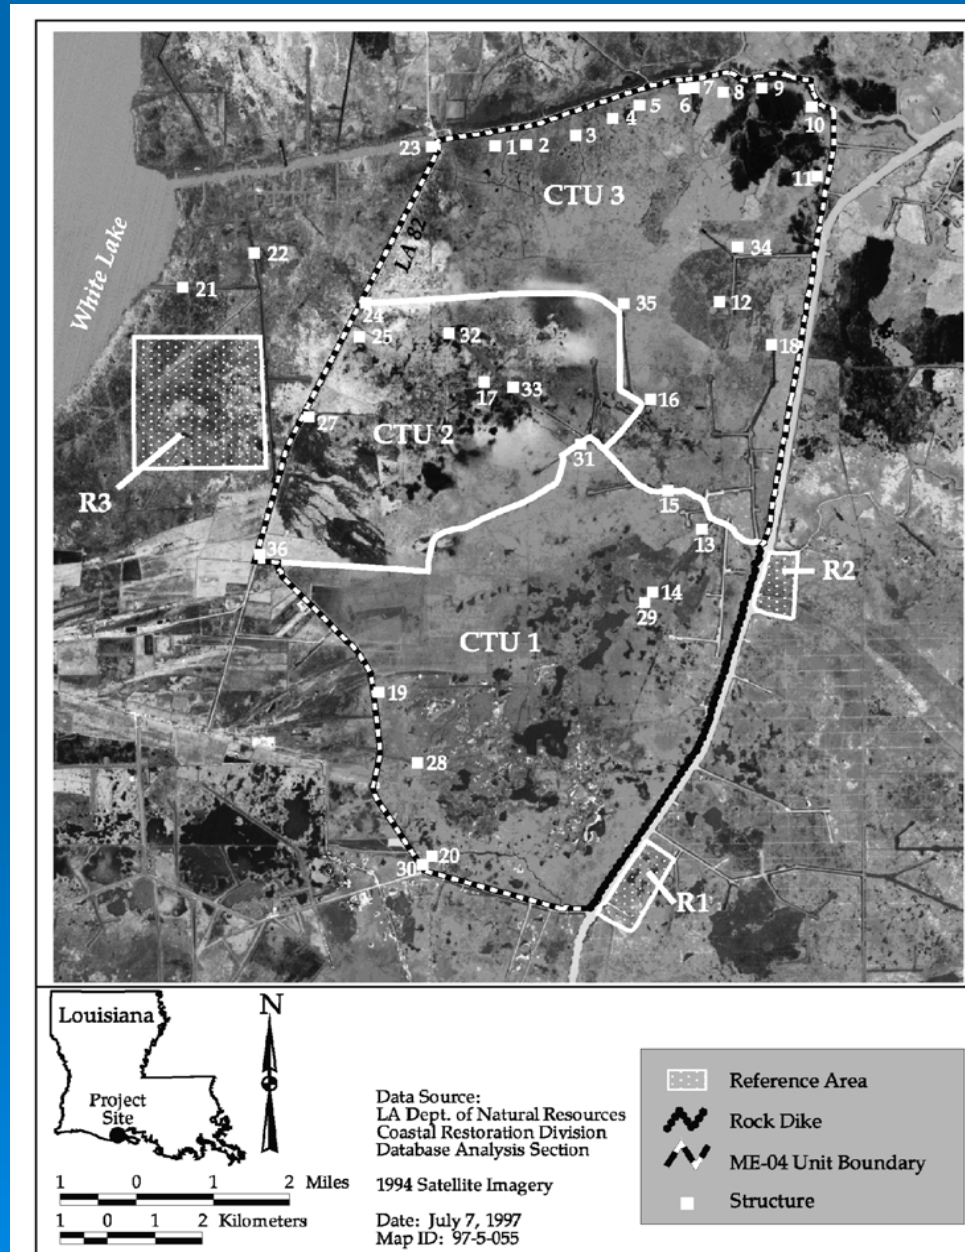 6 7 8 9
5
4
10
3
23 1 2
11
CTU 3
LA 82
34
22
White Lake
21
12
24
35
25
32
18
17 33
16
27
CTU 2
31
R3
15
13
36
R2
14
29
CTU 1
19
28
20
30
R1
Louisiana
N
Project
Site
1 0 1 2 Miles
1 0 1 2 Kilometers
Data Source:
LA Dept. of Natural Resources
Coastal Restoration Division
Database Analysis Section
1994 Satellite Imagery
Date: July 7, 1997
Map ID: 97-5-055
Reference Area
Rock Dike
ME-04 Unit Boundary
Structure